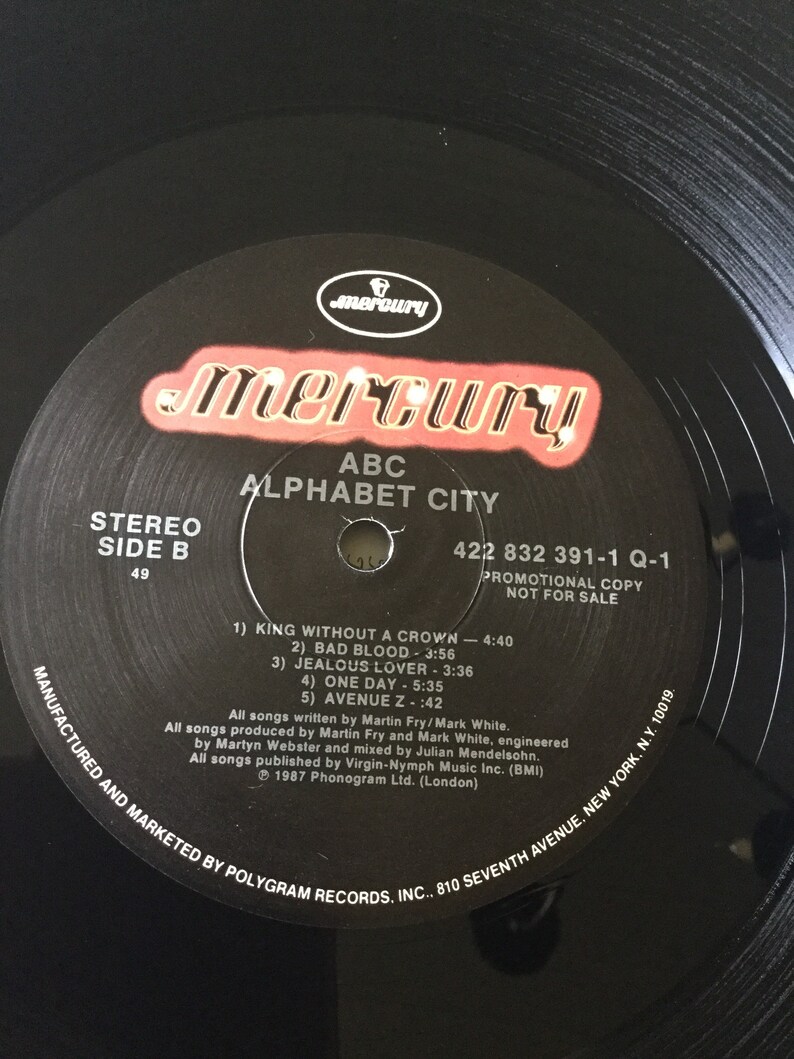 mercury
mercury
ABC
ALPHABET CITY
STEREO
SIDE B
49
422 832 391-1 Q-1
PROMOTIONAL COPY
NOT FOR SALE
1) KING WITHOUT A CROWN — 4:40
2) BAD BLOOD - 3:56
3) JEALOUS LOVER - 3:36
4) ONE DAY - 5:35
5) AVENUE Z - :42
All songs written by Martin Fry/Mark White.
All songs produced by Martin Fry and Mark White, engineered
by Martyn Webster and mixed by Julian Mendelsohn.
All songs published by Virgin-Nymph Music Inc. (BMI)
℗ 1987 Phonogram Ltd. (London)
MANUFACTURED AND MARKETED BY POLYGRAM RECORDS, INC., 810 SEVENTH AVENUE, NEW YORK, N.Y. 10019.